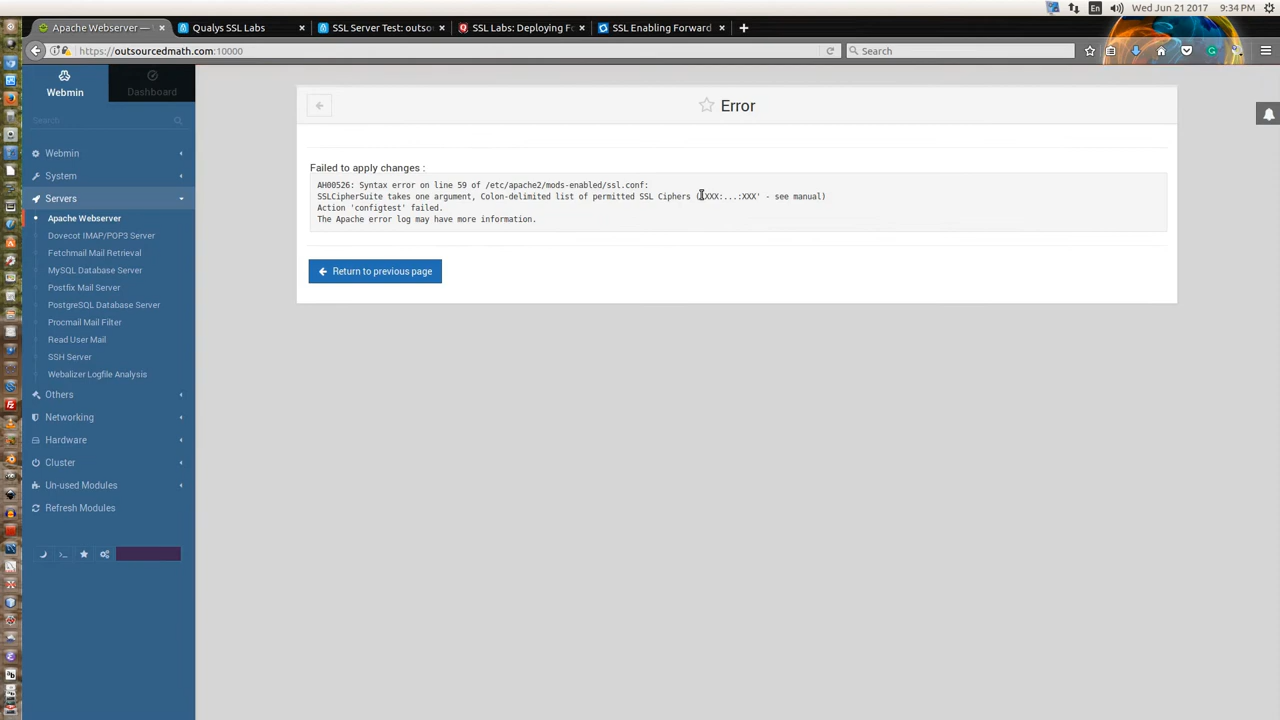 Wed Jun 21 2017 9:34 PM
En
Apache Webserver —
Qualys SSL Labs
SSL Server Test: outso
SSL Labs: Deploying Fo
SSL Enabling Forward
https://outsourcedmath.com:10000
Search
Webmin
Dashboard
Search
Webmin
System
Servers
Apache Webserver
Dovecot IMAP/POP3 Server
Fetchmail Mail Retrieval
MySQL Database Server
Postfix Mail Server
PostgreSQL Database Server
Procmail Mail Filter
Read User Mail
SSH Server
Webalizer Logfile Analysis
Others
Networking
Hardware
Cluster
Un-used Modules
Refresh Modules
Error
Failed to apply changes :
AH00526: Syntax error on line 59 of /etc/apache2/mods-enabled/ssl.conf:
SSLCipherSuite takes one argument, Colon-delimited list of permitted SSL Ciphers ('XXX:...:XXX' - see manual)
Action 'configtest' failed.
The Apache error log may have more information.
Return to previous page